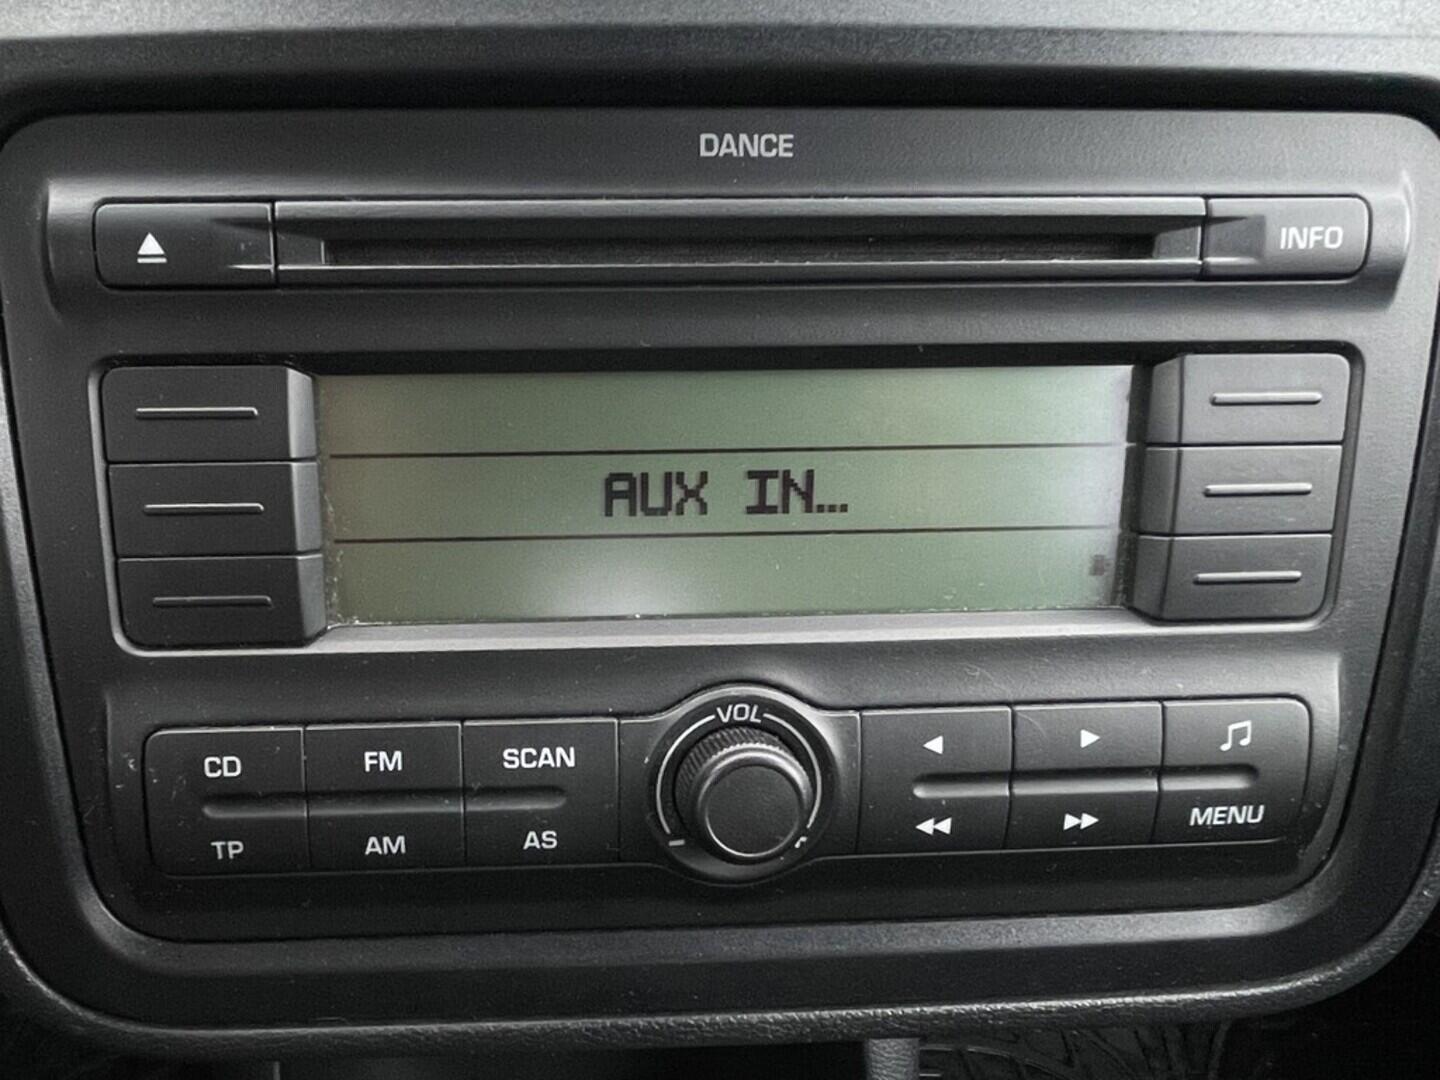 DANCE
INFO
AUX IN...
VOL
CD FM SCAN
TP AM AS MENU